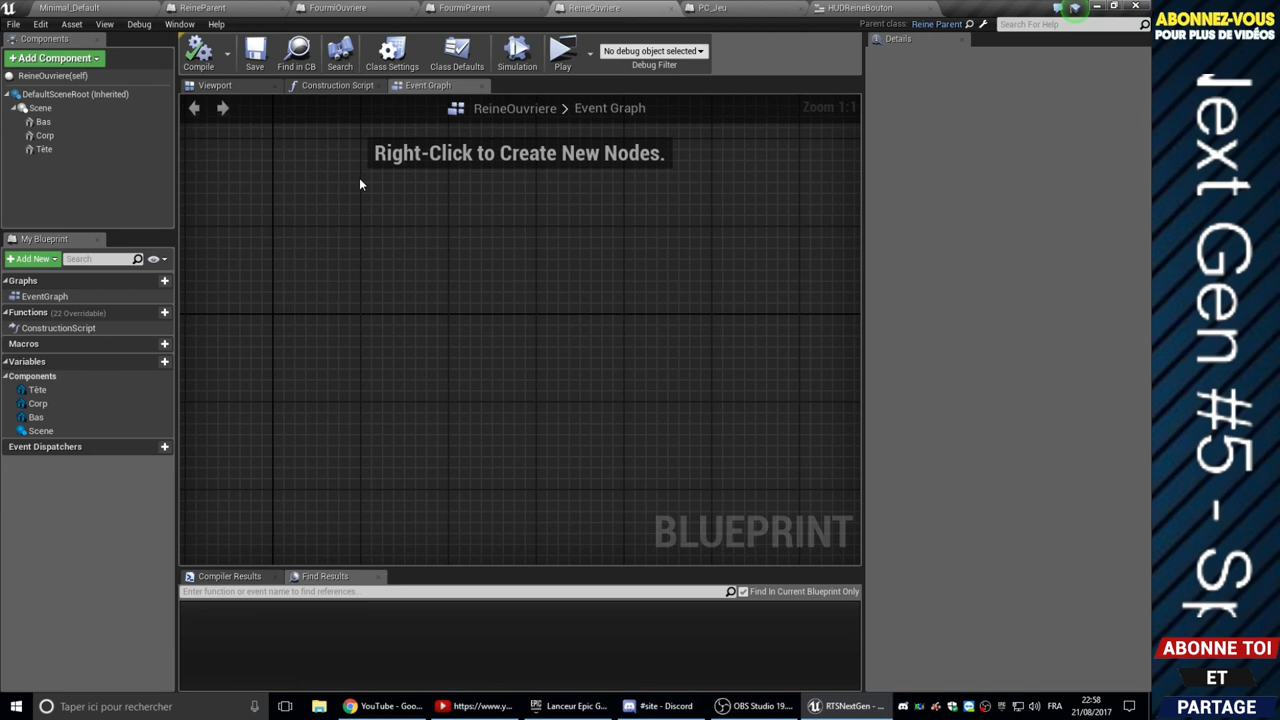 Minimal_Default
ReineParent
FourmiOuvriere
FourmiParent
ReineOuvriere
PC_Jeu
HUDReineBouton
File
Edit
Asset
View
Debug
Window
Help
Parent class:
Reine Parent
Search For Help
Components
+Add Component
ReineOuvriere(self)
DefaultSceneRoot (Inherited)
Scene
Bas
Corp
Tête
Compile
Save
Find in CB
Search
Class Settings
Class Defaults
Simulation
Play
No debug object selected
Debug Filter
Details
Viewport
Construction Script
Event Graph
ReineOuvriere > Event Graph
Zoom 1:1
Right-Click to Create New Nodes.
BLUEPRINT
My Blueprint
+Add New
Search
Graphs
EventGraph
Functions (22 Overridable)
ConstructionScript
Macros
Variables
Components
Tête
Corp
Bas
Scene
Event Dispatchers
Compiler Results
Find Results
Enter function or event name to find references...
Find In Current Blueprint Only
ABONNEZ-VOUS
POUR PLUS DE VIDÉOS
Next Gen #5 - Sp
ABONNE TOI
ET
PARTAGE
Taper ici pour rechercher
YouTube - Goo...
https://www.y...
Lanceur Epic G...
#site - Discord
OBS Studio 19....
RTSNextGen - ...
FR
22:58
21/08/2017